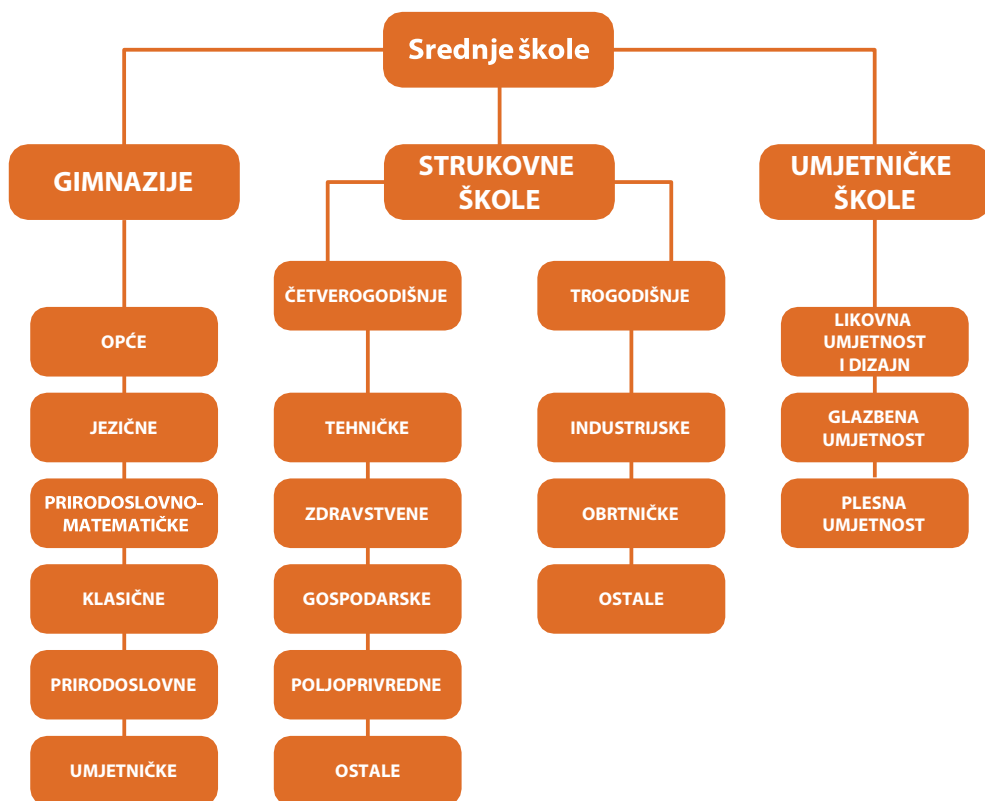 Srednje škole
GIMNAZIJE
STRUKOVNE
ŠKOLE
UMJETNIČKE
ŠKOLE
ČETVEROGODIŠNJE
TROGODIŠNJE
OPĆE
JEZIČNE
PRIRODOSLOVNO-
MATEMATIČKE
KLASIČNE
PRIRODOSLOVNE
UMJETNIČKE
TEHNIČKE
ZDRAVSTVENE
GOSPODARSKE
POLJOPRIVREDNE
OSTALE
INDUSTRIJSKE
OBRTNIČKE
OSTALE
LIKOVNA
UMJETNOST
I DIZAJN
GLAZBENA
UMJETNOST
PLESNA
UMJETNOST